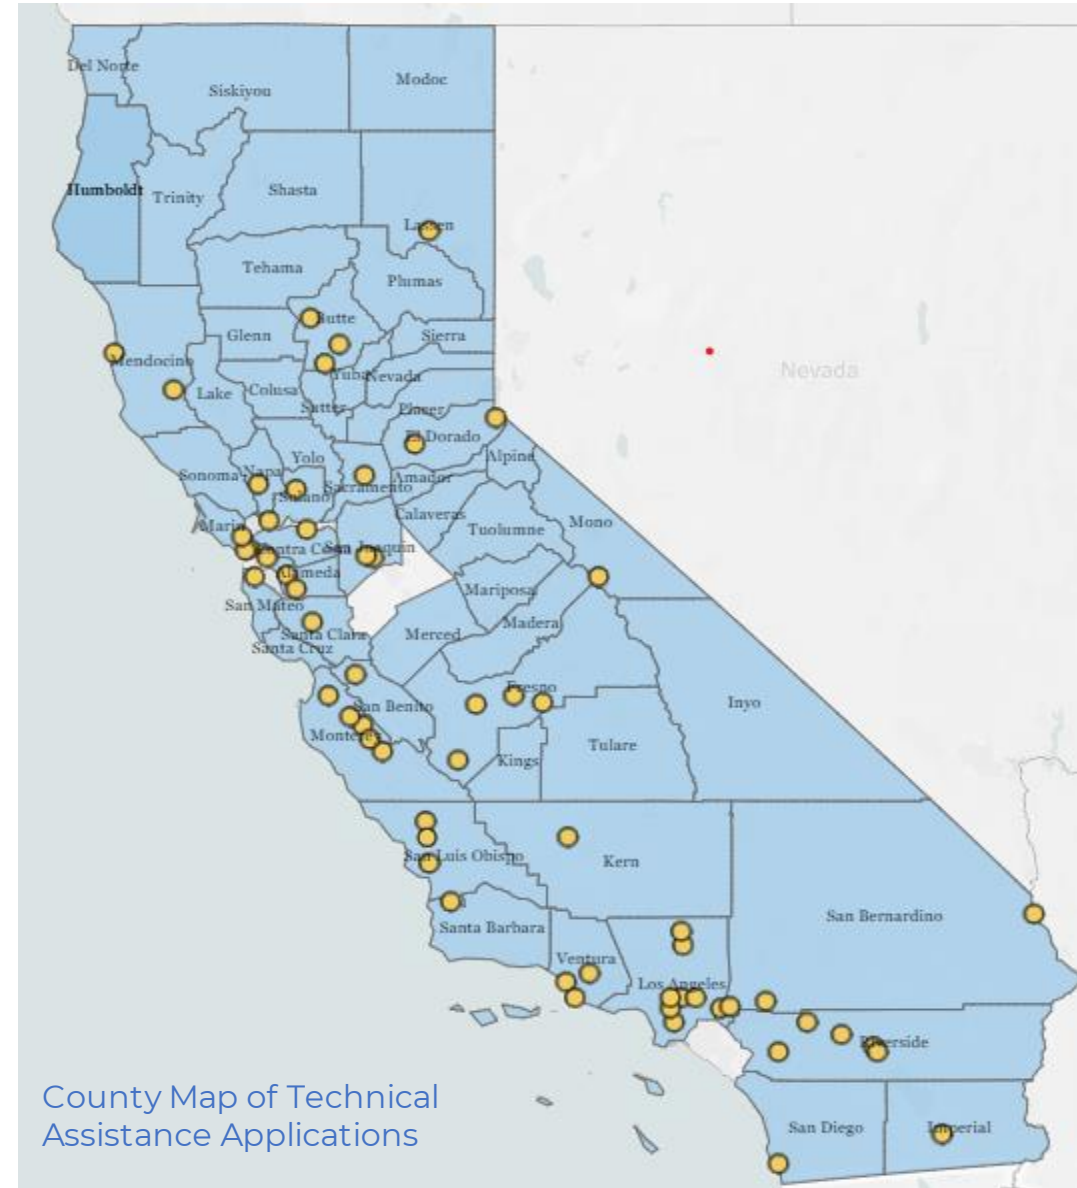 Del Norte
Siskiyou
Modoc
Humboldt
Trinity
Shasta
Lassen
Tehama
Plumas
Butte
Glenn
Sierra
Mendocino
Nevada
Yuba
Nevada
Lake
Colusa
Sutter
Placer
El Dorado
Alpine
Yolo
Sonoma
Napa
Amador
Solano
Sacramento
Calaveras
Marin
Tuolumne
Mono
Contra Costa
San Joaquin
Alameda
Mariposa
San Mateo
Madera
Santa Clara
Merced
Santa Cruz
Fresno
Inyo
San Benito
Monterey
Tulare
Kings
San Luis Obispo
Kern
San Bernardino
Santa Barbara
Ventura
Los Angeles
Riverside
San Diego
Imperial
County Map of Technical
Assistance Applications